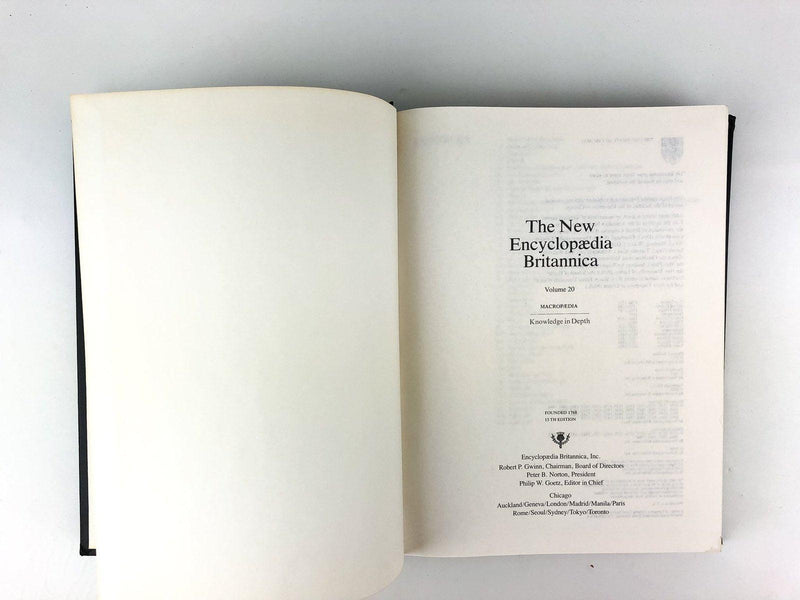 The New
Encyclopædia
Britannica
Volume 20
MACROPÆDIA
Knowledge in Depth
FOUNDED 1768
15 TH EDITION
Encyclopædia Britannica, Inc.
Robert P. Gwinn, Chairman, Board of Directors
Peter B. Norton, President
Philip W. Goetz, Editor in Chief
Chicago
Auckland/Geneva/London/Madrid/Manila/Paris
Rome/Seoul/Sydney/Tokyo/Toronto